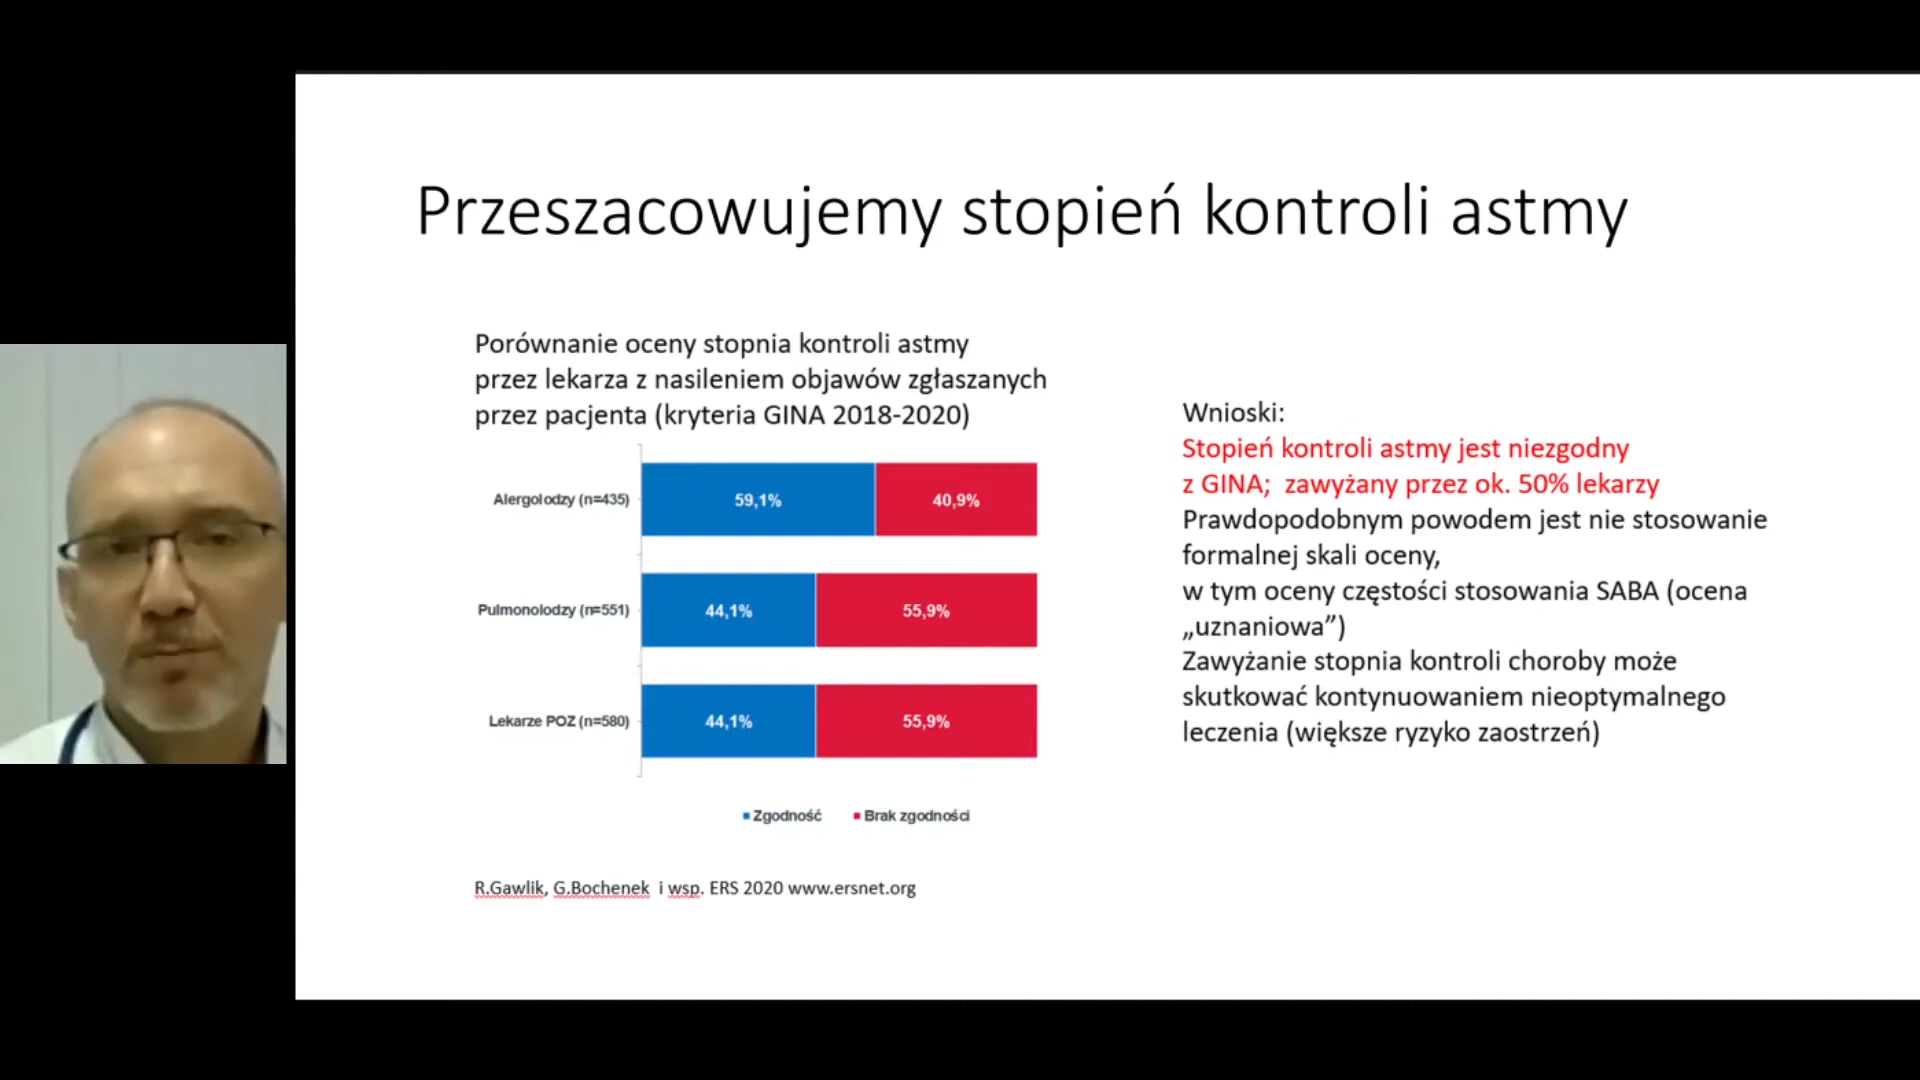 Przeszacowujemy stopień kontroli astmy
Porównanie oceny stopnia kontroli astmy
przez lekarza z nasileniem objawów zgłaszanych
przez pacjenta (kryteria GINA 2018-2020)
Alergolodzy (n=435)
59,1%
40,9%
Pulmonolodzy (n=551)
44,1%
55,9%
Lekarze POZ (n=580)
44,1%
55,9%
Zgodność
Brak zgodności
R.Gawlik, G.Bochenek i wsp. ERS 2020 www.ersnet.org
Wnioski:
Stopień kontroli astmy jest niezgodny
z GINA; zawyżany przez ok. 50% lekarzy
Prawdopodobnym powodem jest nie stosowanie
formalnej skali oceny,
w tym oceny częstości stosowania SABA (ocena
„uznaniowa”)
Zawyżanie stopnia kontroli choroby może
skutkować kontynuowaniem nieoptymalnego
leczenia (większe ryzyko zaostrzeń)